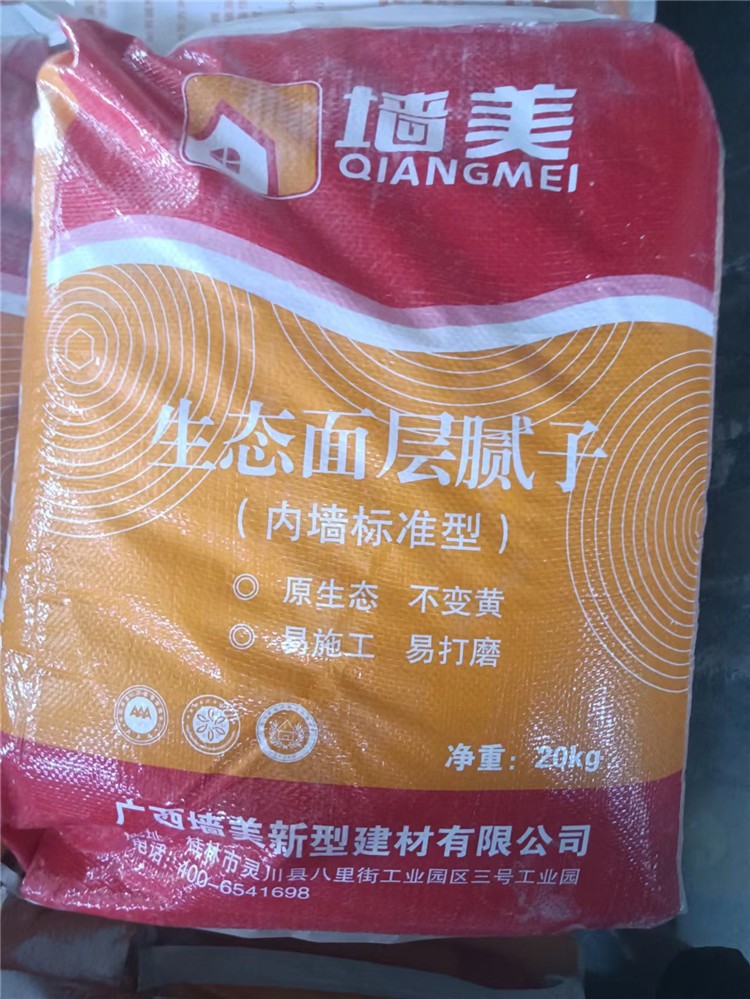 墙美
QIANGMEI
生态面层腻子
（内墙标准型）
原生态 不变黄
易施工 易打磨
AAA
净重：20kg
广西墙美新型建材有限公司
桂林市灵川县八里街工业园区三号工业园
电话：400-6541698